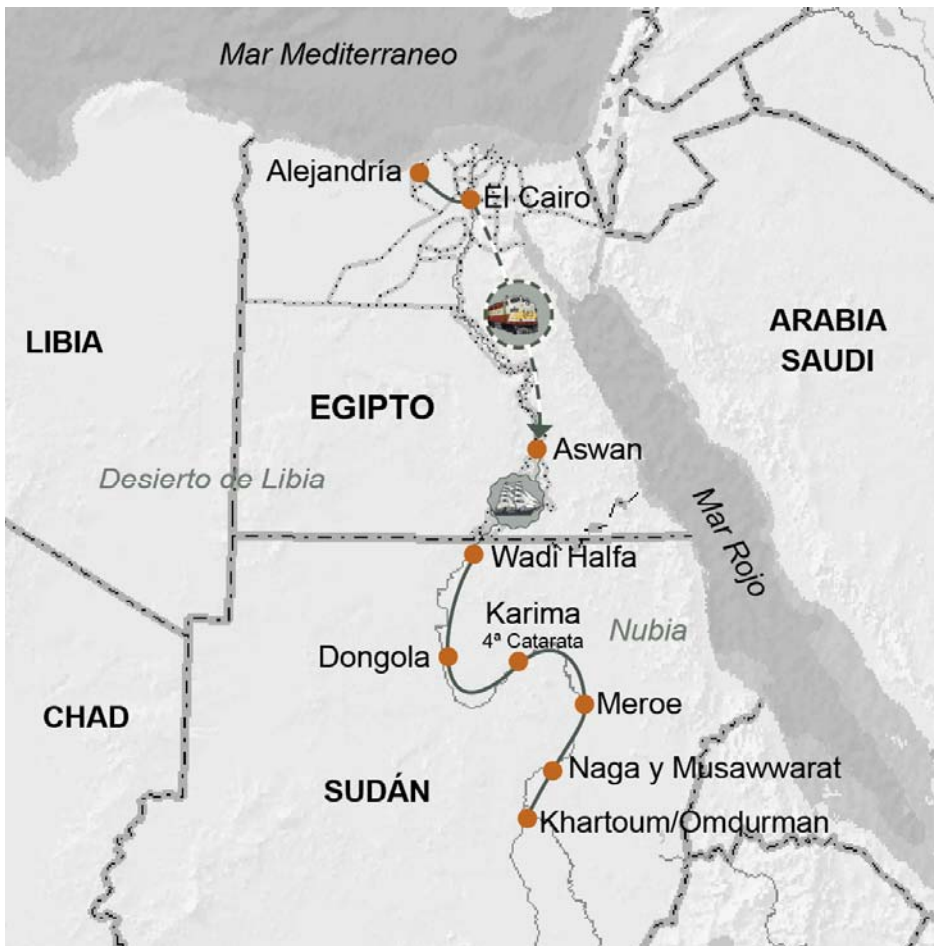 Mar Mediterraneo
Alejandría
El Cairo
LIBIA
ARABIA
SAUDI
EGIPTO
Aswan
Desierto de Libia
Mar Rojo
Wadi Halfa
Karima
4ª Catarata
Nubia
Dongola
Meroe
CHAD
Naga y Musawwarat
SUDÁN
Khartoum/Omdurman